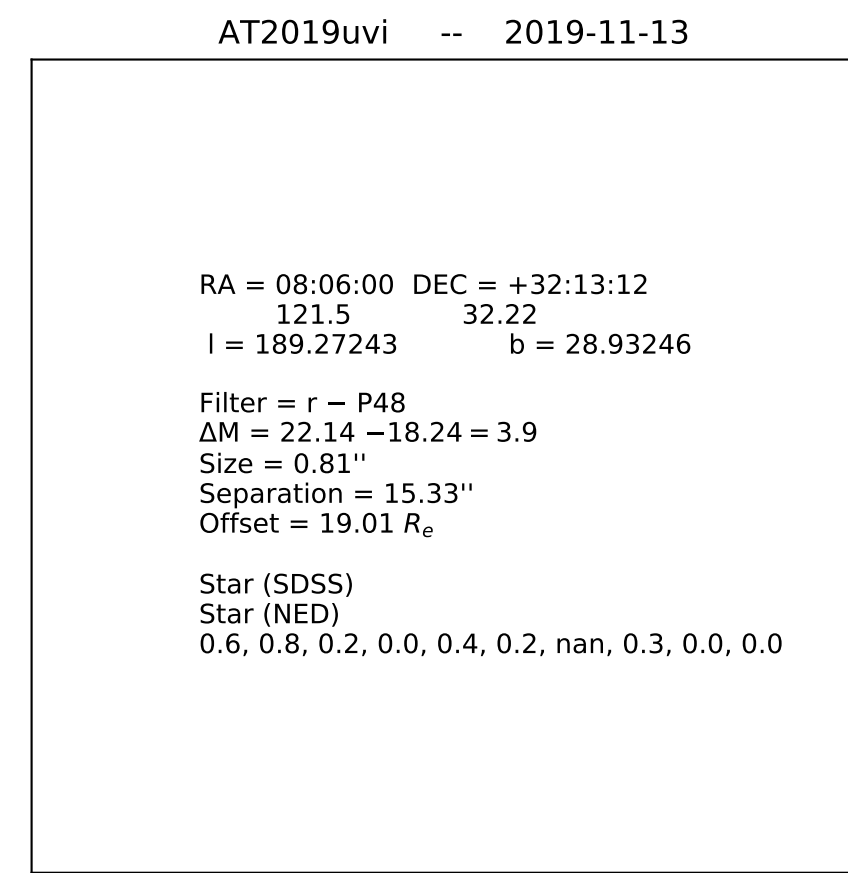 AT2019uvi -- 2019-11-13
RA = 08:06:00 DEC = +32:13:12
121.5 32.22
l = 189.27243 b = 28.93246
Filter = r − P48
ΔM = 22.14 −18.24 = 3.9
Size = 0.81''
Separation = 15.33''
Offset = 19.01 Re
Star (SDSS)
Star (NED)
0.6, 0.8, 0.2, 0.0, 0.4, 0.2, nan, 0.3, 0.0, 0.0